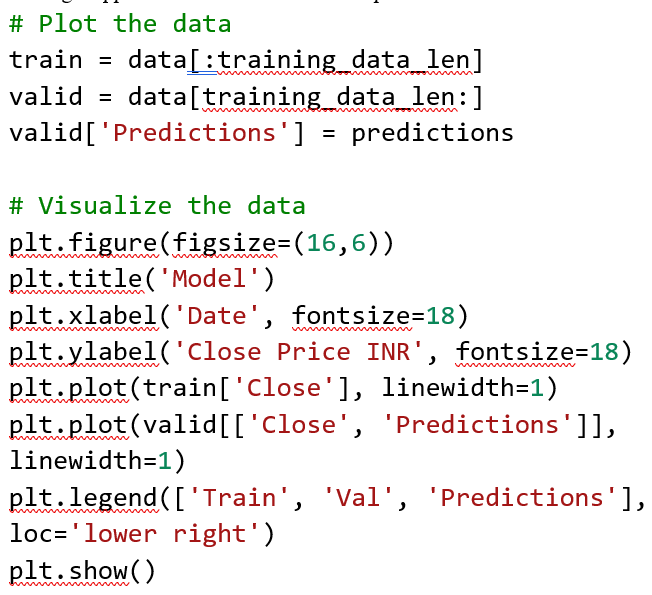 # Plot the data
train = data[:training_data_len]
valid = data[training_data_len:]
valid['Predictions'] = predictions
# Visualize the data
plt.figure(figsize=(16,6))
plt.title('Model')
plt.xlabel('Date', fontsize=18)
plt.ylabel('Close Price INR', fontsize=18)
plt.plot(train['Close'], linewidth=1)
plt.plot(valid[['Close', 'Predictions']],
linewidth=1)
plt.legend(['Train', 'Val', 'Predictions'],
loc='lower right')
plt.show()